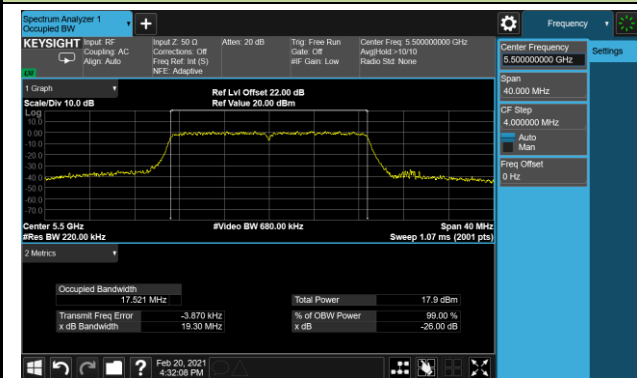 Spectrum Analyzer 1
Occupied BW
Frequency
KEYSIGHT
Input: RF
Coupling: AC
Align: Auto
Input Z: 50 Ω
Corrections: Off
Freq Ref: Int (S)
NFE: Adaptive
Atten: 20 dB
Trig: Free Run
Gate: Off
#IF Gain: Low
Center Freq: 5.500000000 GHz
Avg|Hold:>10/10
Radio Std: None
Center Frequency
5.500000000 GHz
Settings
Span
40.000 MHz
CF Step
4.000000 MHz
Auto
Man
Freq Offset
0 Hz
1 Graph
Scale/Div 10.0 dB
Ref Lvl Offset 22.00 dB
Ref Value 20.00 dBm
Log
10.0
0.00
-10.0
-20.0
-30.0
-40.0
-50.0
-60.0
-70.0
Center 5.5 GHz
#Video BW 680.00 kHz
Span 40 MHz
#Res BW 220.00 kHz
Sweep 1.07 ms (2001 pts)
2 Metrics
Occupied Bandwidth
17.521 MHz
Total Power
17.9 dBm
Transmit Freq Error
-3.870 kHz
% of OBW Power
99.00 %
x dB Bandwidth
19.30 MHz
x dB
-26.00 dB
?
Feb 20, 2021
4:32:08 PM